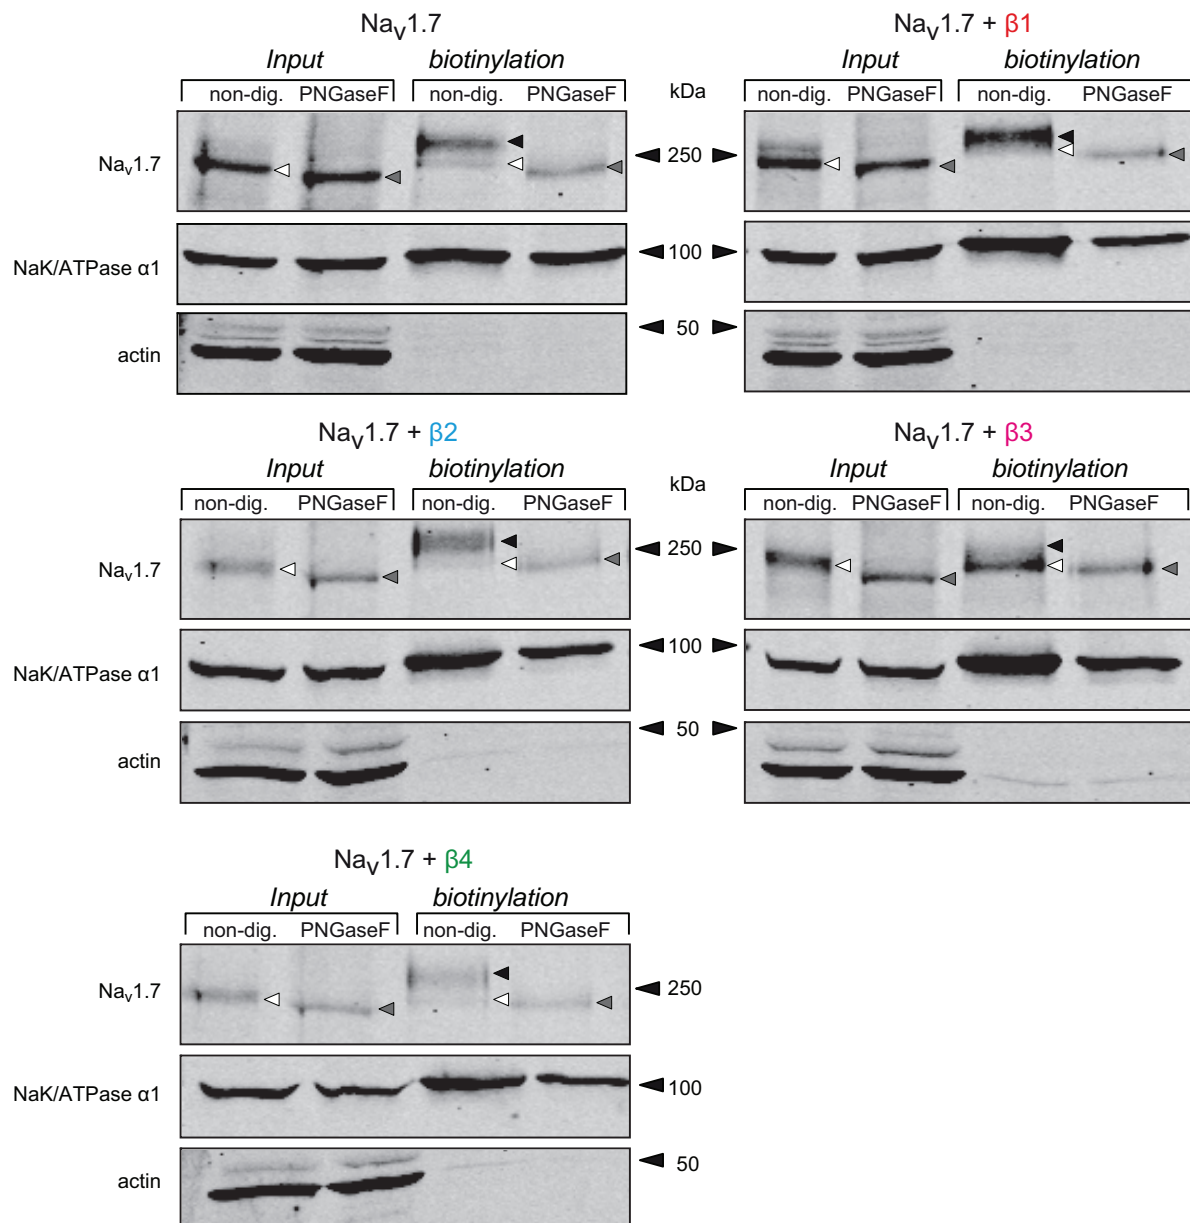 Nav1.7
Nav1.7 + β1
Input biotinylation
kDa
Input biotinylation
non-dig. PNGaseF non-dig. PNGaseF
non-dig. PNGaseF non-dig. PNGaseF
Nav1.7
250
NaK/ATPase α1
100
actin
50
Nav1.7 + β2
Nav1.7 + β3
Input biotinylation
kDa
Input biotinylation
non-dig. PNGaseF non-dig. PNGaseF
non-dig. PNGaseF non-dig. PNGaseF
Nav1.7
250
NaK/ATPase α1
100
actin
50
Nav1.7 + β4
Input biotinylation
non-dig. PNGaseF non-dig. PNGaseF
Nav1.7
250
NaK/ATPase α1
100
actin
50